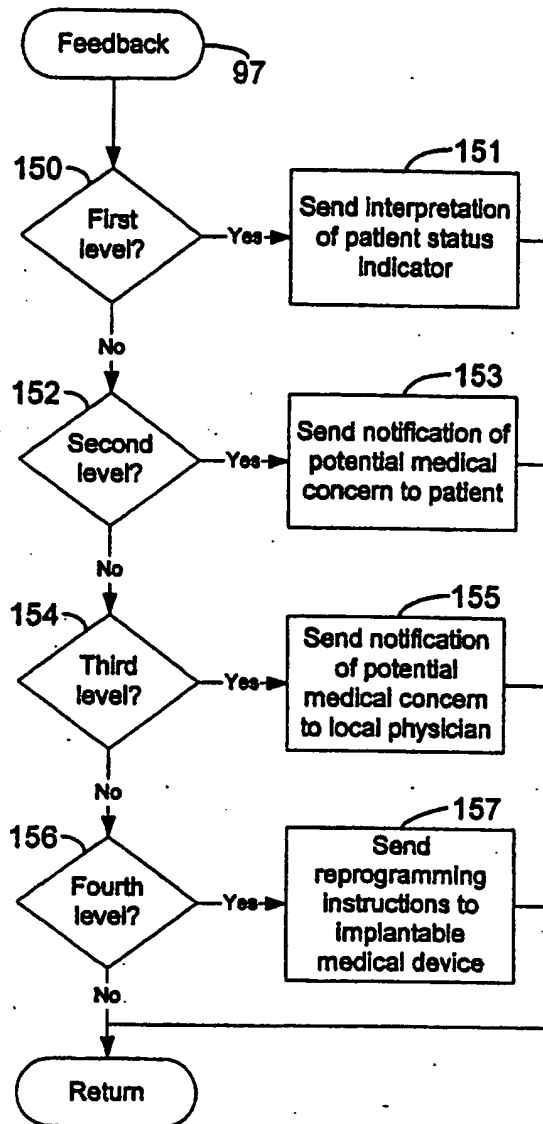 Feedback
97
150
First
level?
Yes
151
Send interpretation
of patient status
indicator
No
152
Second
level?
Yes
153
Send notification of
potential medical
concern to patient
No
154
Third
level?
Yes
155
Send notification
of potential
medical concern
to local physician
No
156
Fourth
level?
Yes
157
Send
reprogramming
instructions to
implantable
medical device
No
Return